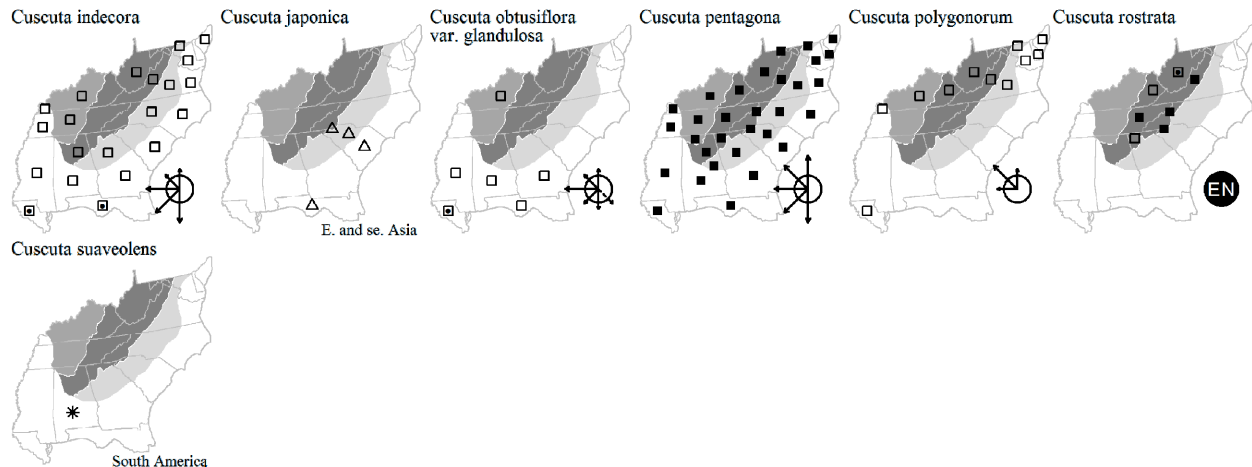 Cuscuta indecora
Cuscuta japonica
Cuscuta obtusiflora
var. glandulosa
Cuscuta pentagona
Cuscuta polygonorum
Cuscuta rostrata
E. and se. Asia
EN
Cuscuta suaveolens
South America